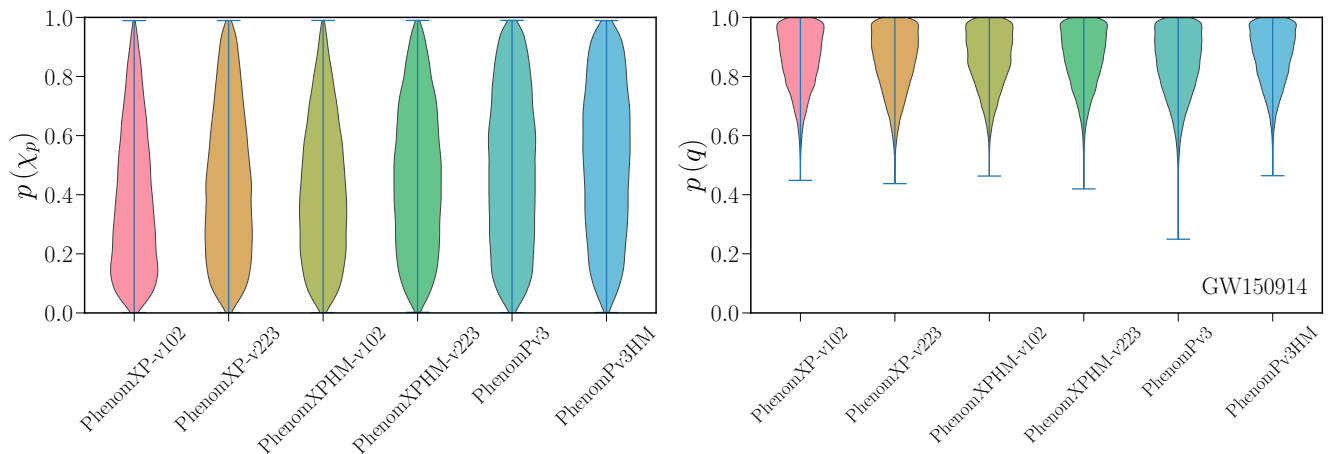 p(χp)
1.0
0.8
0.6
0.4
0.2
0.0
PhenomXP-v102
PhenomXP-v223
PhenomXPHM-v102
PhenomXPHM-v223
PhenomPv3
PhenomPv3HM
p(q)
1.0
0.8
0.6
0.4
0.2
0.0
GW150914
PhenomXP-v102
PhenomXP-v223
PhenomXPHM-v102
PhenomXPHM-v223
PhenomPv3
PhenomPv3HM